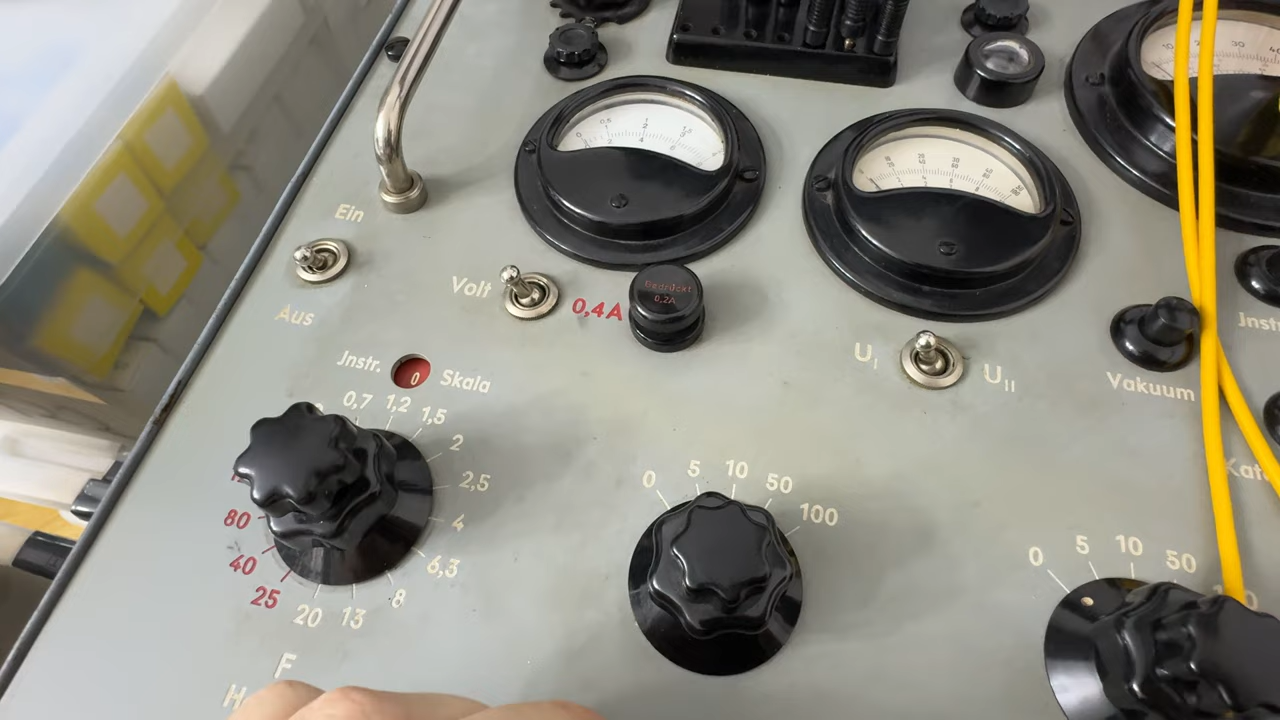 Ein
Aus
Volt
0,4A
Gedrückt
0,2A
U I
U II
Vakuum
Jnstr.
0
Skala
0,7 1,2 1,5
2
2,5
4
6,3
8
13
20
25
40
80
0 5 10 50 100
0 5 10 50
F
H